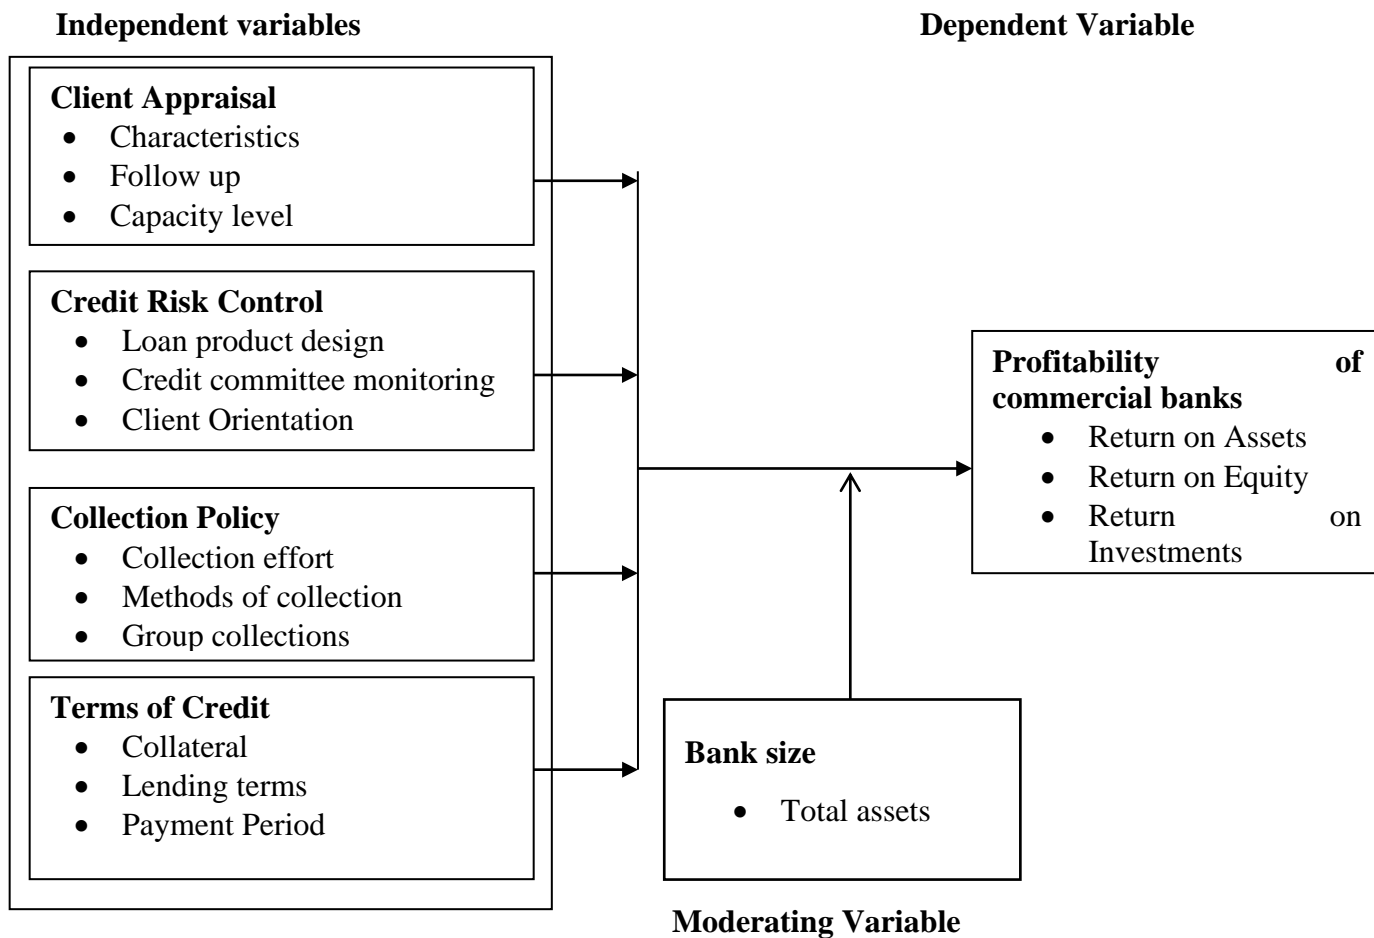 Independent variables
Dependent Variable
Client Appraisal
• Characteristics
• Follow up
• Capacity level
Credit Risk Control
• Loan product design
• Credit committee monitoring
• Client Orientation
Collection Policy
• Collection effort
• Methods of collection
• Group collections
Terms of Credit
• Collateral
• Lending terms
• Payment Period
Profitability of
commercial banks
• Return on Assets
• Return on Equity
• Return on
Investments
Bank size
• Total assets
Moderating Variable